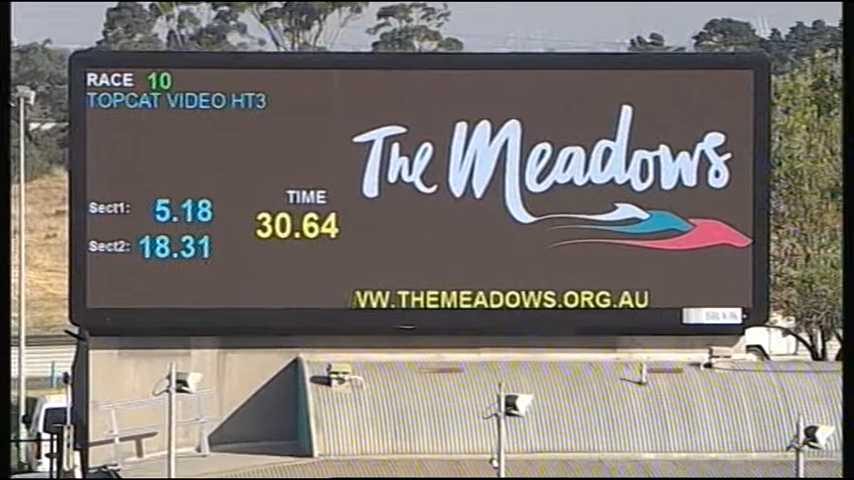 RACE 10
TOPCAT VIDEO HT3
The Meadows
Sect1: 5.18
TIME
30.64
Sect2: 18.31
WW.THEMEADOWS.ORG.AU